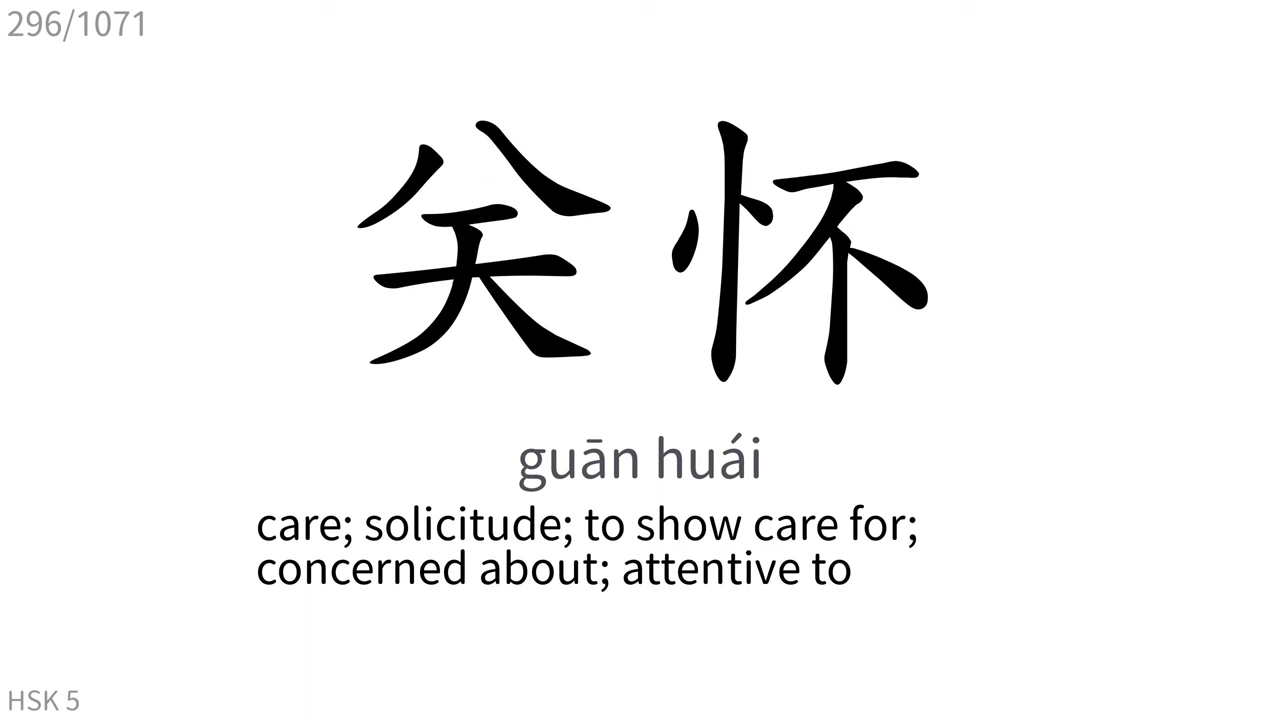 296/1071
关怀
guān huái
care; solicitude; to show care for;
concerned about; attentive to
HSK 5